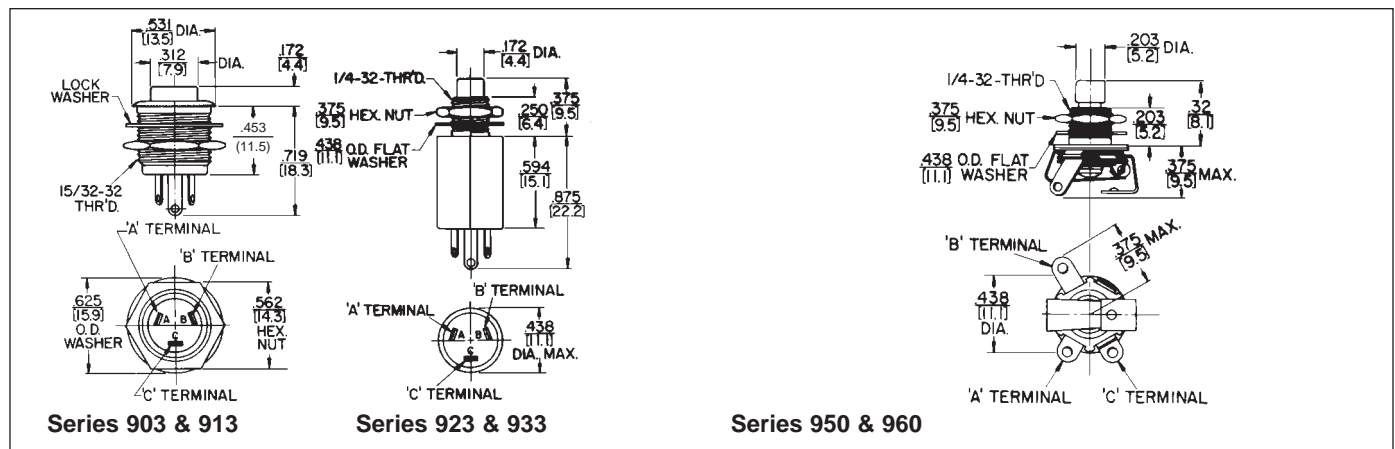 .531
[13.5]
DIA.
.312
[7.9]
DIA.
.172
[4.4]
LOCK
WASHER
.453
(11.5)
.719
[18.3]
15/32-32
THR'D.
'A' TERMINAL
'B' TERMINAL
.625
[15.9]
O.D.
WASHER
A B
C
.562
[14.3]
HEX.
NUT
'C' TERMINAL
Series 903 & 913
.172
[4.4]
DIA.
1/4-32-THR'D.
.375
[9.5]
HEX. NUT
.250
[6.4]
.375
[9.5]
.438
[11.1]
O.D. FLAT
WASHER
.594
[15.1]
.875
[22.2]
'B' TERMINAL
'A' TERMINAL
A B
C
.438
[11.1]
DIA. MAX.
'C' TERMINAL
Series 923 & 933
.203
[5.2]
DIA.
1/4-32-THR'D
.375
[9.5]
HEX. NUT
.203
[5.2]
.32
[8.1]
.438
[11.1]
O.D. FLAT
WASHER
.375
[9.5]
MAX.
'B' TERMINAL
.375
[9.5]
MAX.
.438
[11.1]
DIA.
'A' TERMINAL
'C' TERMINAL
Series 950 & 960